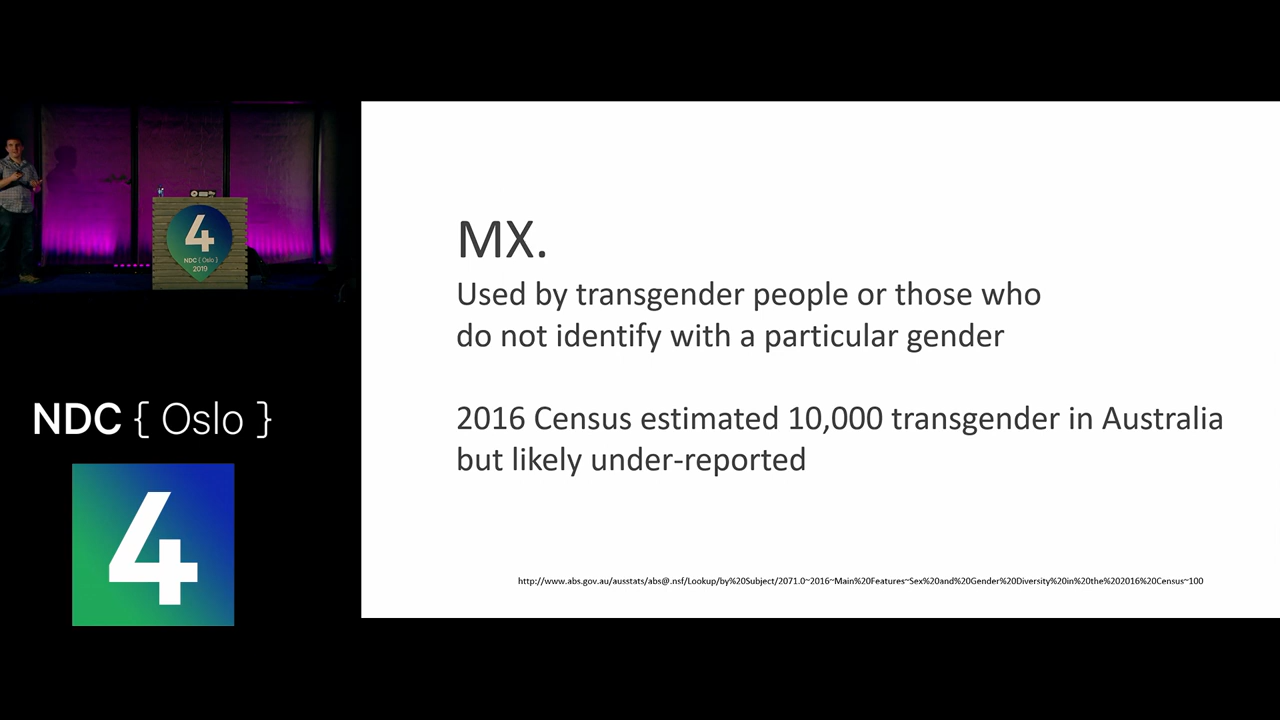 4
NDC { Oslo }
2019
NDC { Oslo }
4
MX.
Used by transgender people or those who
do not identify with a particular gender
2016 Census estimated 10,000 transgender in Australia
but likely under-reported
http://www.abs.gov.au/ausstats/abs@.nsf/Lookup/by%20Subject/2071.0~2016~Main%20Features~Sex%20and%20Gender%20Diversity%20in%20the%202016%20Census~100